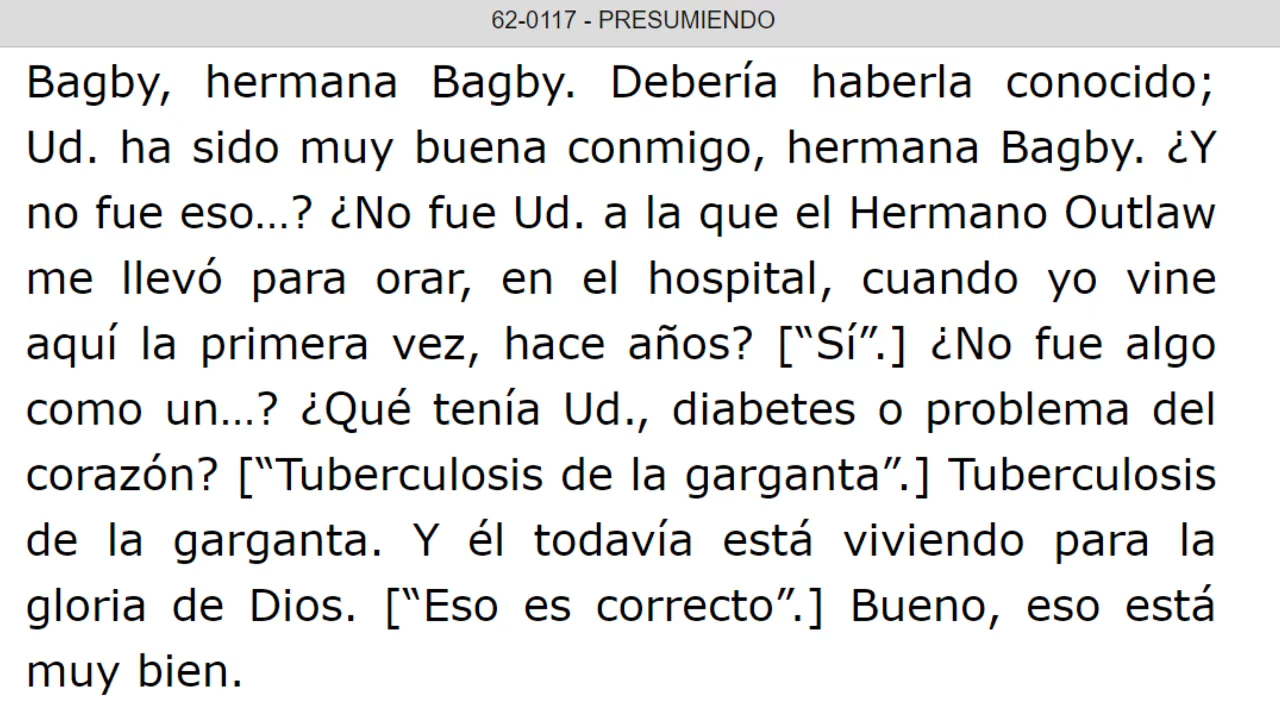 62-0117 - PRESUMIENDO
Bagby, hermana Bagby. Debería haberla conocido;
Ud. ha sido muy buena conmigo, hermana Bagby. ¿Y
no fue eso…? ¿No fue Ud. a la que el Hermano Outlaw
me llevó para orar, en el hospital, cuando yo vine
aquí la primera vez, hace años? [“Sí”.] ¿No fue algo
como un…? ¿Qué tenía Ud., diabetes o problema del
corazón? [“Tuberculosis de la garganta”.] Tuberculosis
de la garganta. Y él todavía está viviendo para la
gloria de Dios. [“Eso es correcto”.] Bueno, eso está
muy bien.